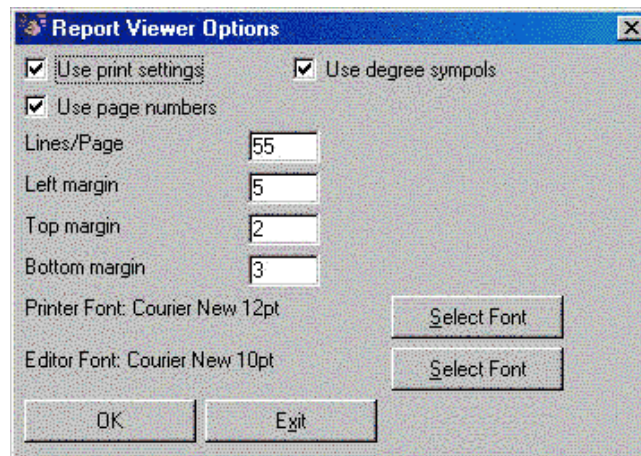 Report Viewer Options
Use print settings
Use degree sympols
Use page numbers
Lines/Page 55
Left margin 5
Top margin 2
Bottom margin 3
Printer Font: Courier New 12pt Select Font
Editor Font: Courier New 10pt Select Font
OK Exit